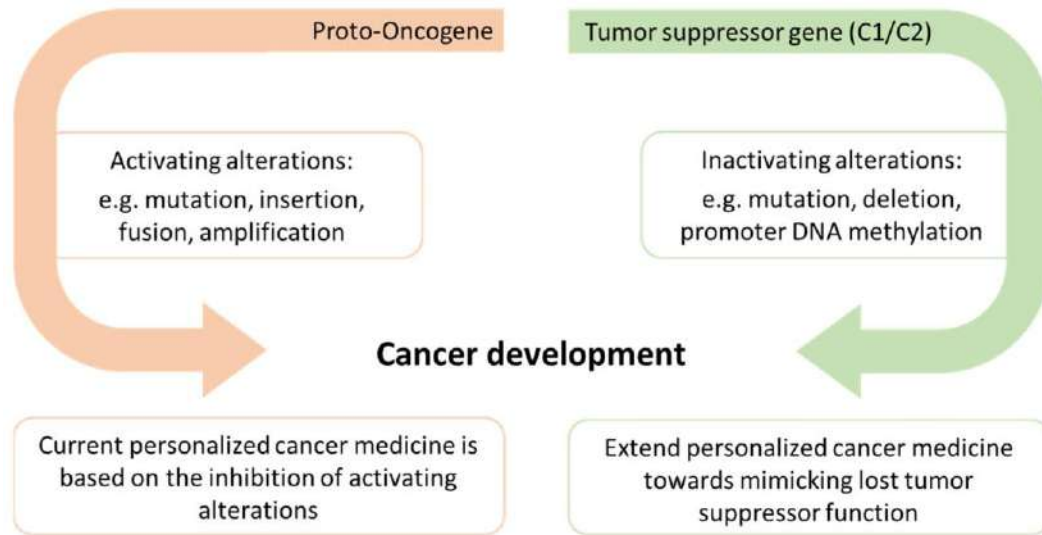 Proto-Oncogene
Tumor suppressor gene (C1/C2)
Activating alterations:
e.g. mutation, insertion,
fusion, amplification
Inactivating alterations:
e.g. mutation, deletion,
promoter DNA methylation
Cancer development
Current personalized cancer medicine is
based on the inhibition of activating
alterations
Extend personalized cancer medicine
towards mimicking lost tumor
suppressor function